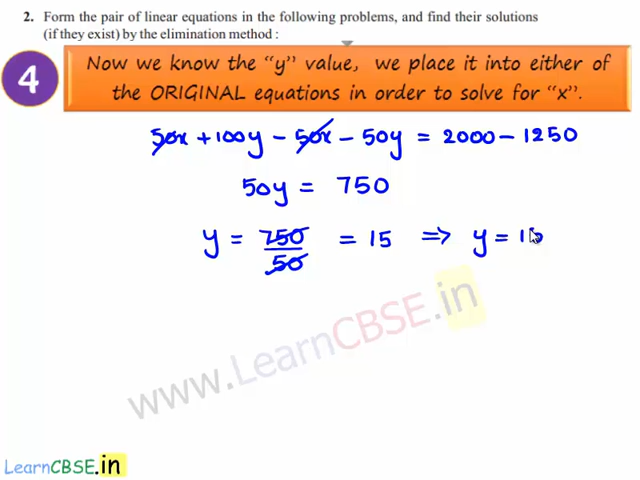 2. Form the pair of linear equations in the following problems, and find their solutions
(if they exist) by the elimination method :
4
Now we know the "y" value, we place it into either of
the ORIGINAL equations in order to solve for "x".
50x + 100y - 50x - 50y = 2000 - 1250
50y = 750
y = 750/50 = 15 ⇒ y = 15
www.LearnCBSE.in
LearnCBSE.in